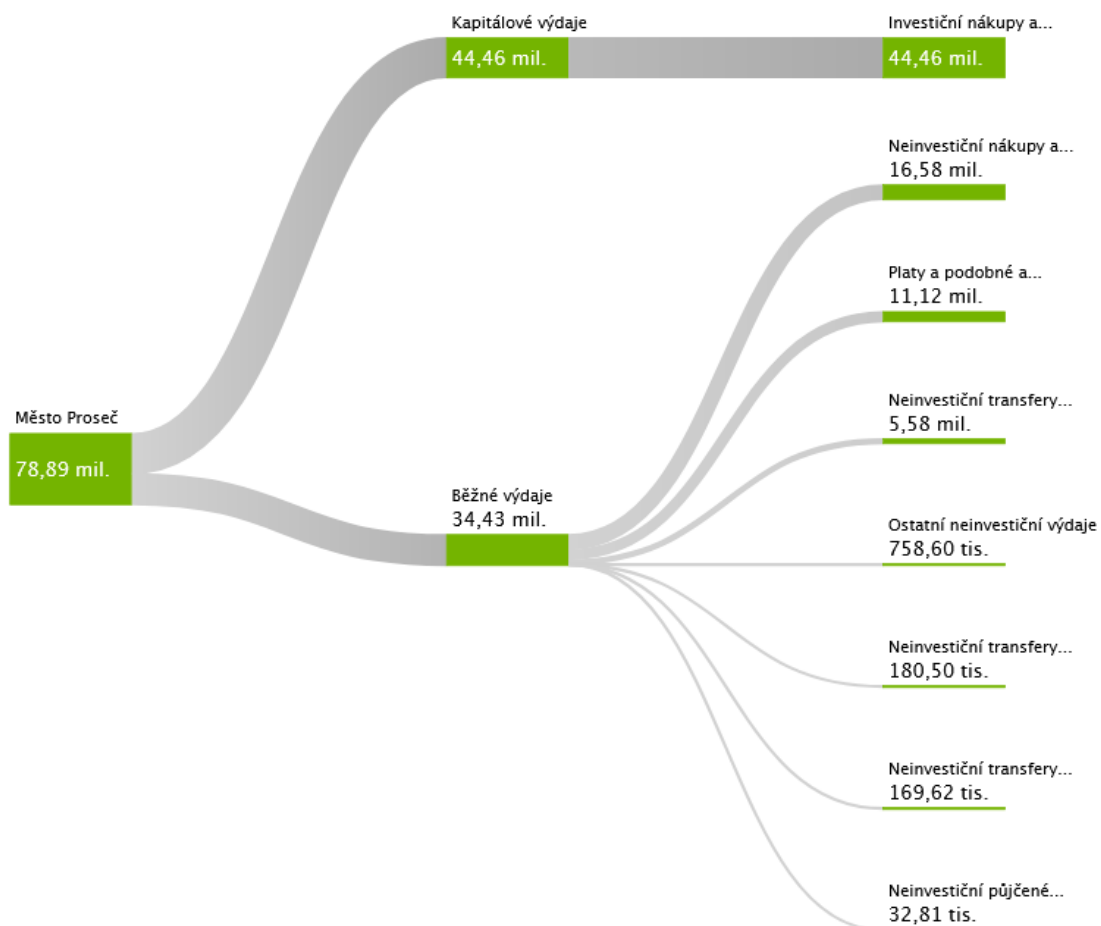 Kapitálové výdaje
44,46 mil.
Investiční nákupy a...
44,46 mil.
Neinvestiční nákupy a...
16,58 mil.
Platy a podobné a...
11,12 mil.
Neinvestiční transfery...
5,58 mil.
Město Proseč
78,89 mil.
Běžné výdaje
34,43 mil.
Ostatní neinvestiční výdaje
758,60 tis.
Neinvestiční transfery...
180,50 tis.
Neinvestiční transfery...
169,62 tis.
Neinvestiční půjčené...
32,81 tis.